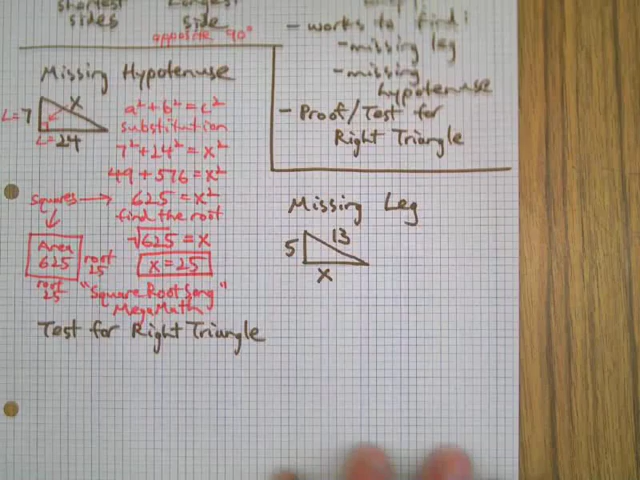 shortest
sides
Longest
side
opposite 90°
- works to find:
- missing leg
- missing
hypotenuse
- Proof/Test for
Right Triangle
Missing Hypotenuse
L=7
x
L=24
a²+b²=c²
substitution
7²+24²=x²
49+576=x²
squares → 625=x²
find the root
√625=x
x=25
Area
625
root
25
root
25
"Square Root Song"
MegaMath
Test for Right Triangle
Missing Leg
5
13
x